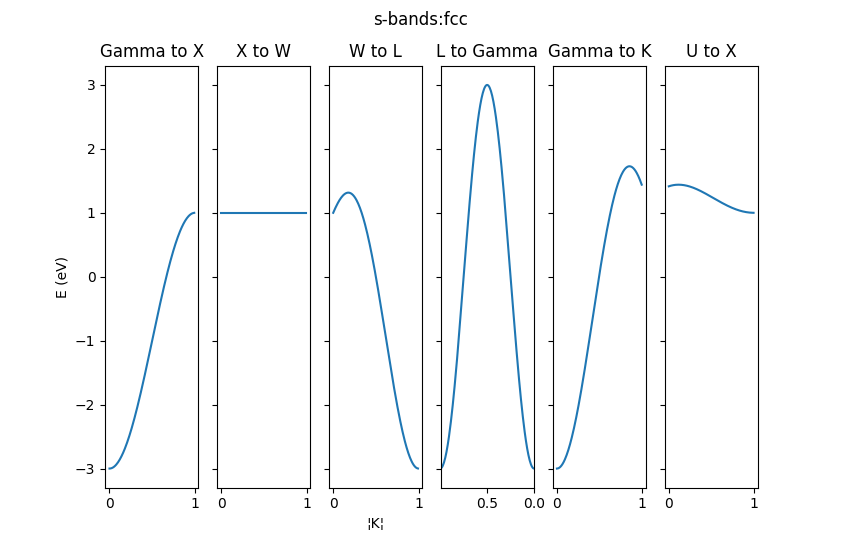 s-bands:fcc
Gamma to X
X to W
W to L
L to Gamma
Gamma to K
U to X
E (eV)
3
2
1
0
−1
−2
−3
0 1
0 1
0 1
0.5 0.0
0 1
0 1
¦K¦